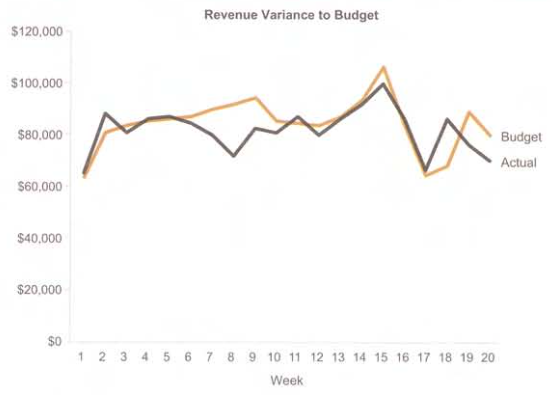 Revenue Variance to Budget
$120,000
$100,000
$80,000
$60,000
$40,000
$20,000
$0
Budget
Actual
1 2 3 4 5 6 7 8 9 10 11 12 13 14 15 16 17 18 19 20
Week